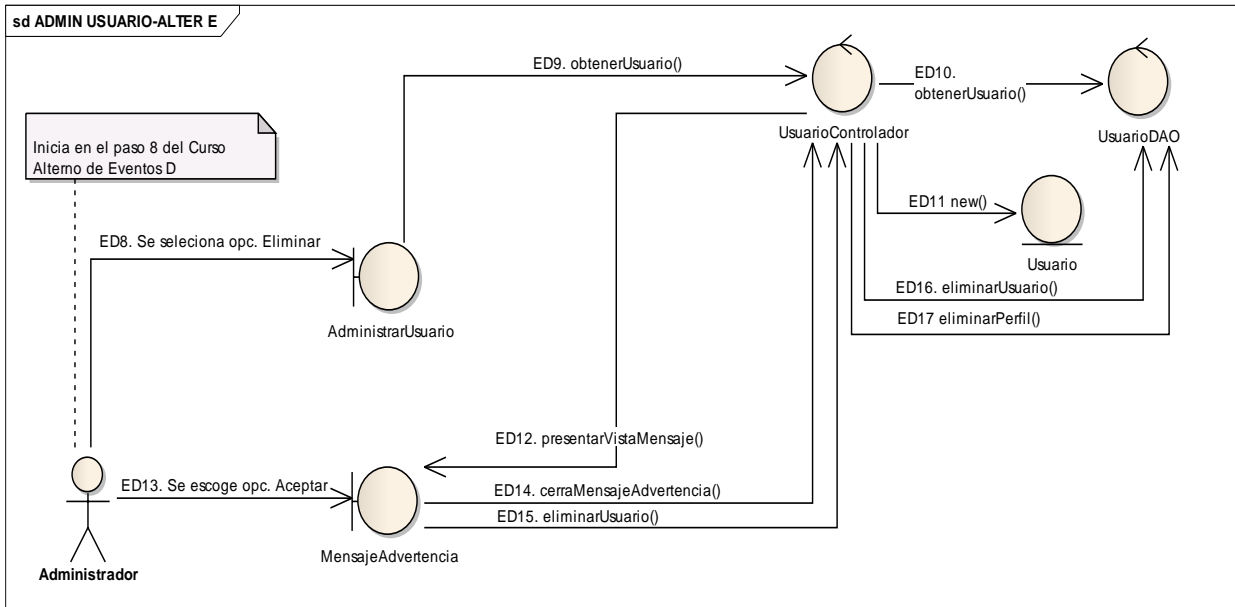 sd ADMIN USUARIO-ALTER E
ED9. obtenerUsuario()
ED10.
obtenerUsuario()
UsuarioControlador
UsuarioDAO
Inicia en el paso 8 del Curso
Alterno de Eventos D
ED11 new()
ED8. Se seleciona opc. Eliminar
Usuario
ED16. eliminarUsuario()
AdministrarUsuario
ED17 eliminarPerfil()
ED12. presentarVistaMensaje()
ED13. Se escoge opc. Aceptar
ED14. cerraMensajeAdvertencia()
ED15. eliminarUsuario()
MensajeAdvertencia
Administrador